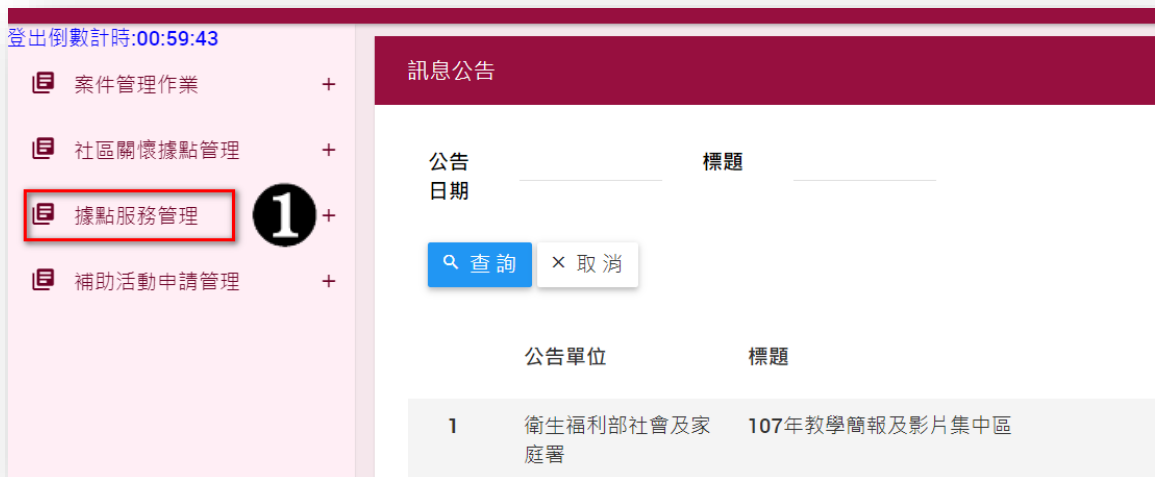 登出倒數計時:00:59:43
案件管理作業 +
社區關懷據點管理 +
據點服務管理 1 +
補助活動申請管理 +
訊息公告
公告日期 標題
查詢 × 取消
公告單位 標題
1 衛生福利部社會及家庭署 107年教學簡報及影片集中區